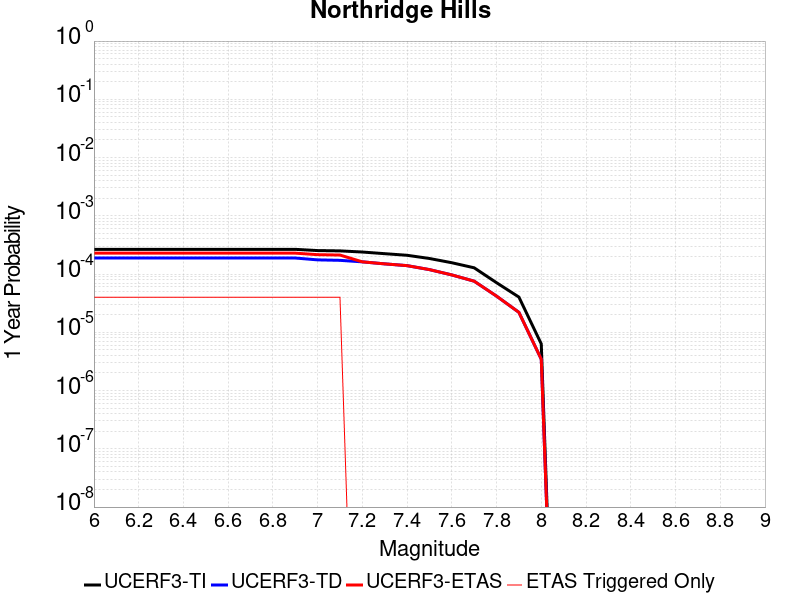 Northridge Hills
10^0
10^-1
10^-2
10^-3
10^-4
10^-5
10^-6
10^-7
10^-8
1 Year Probability
6 6.2 6.4 6.6 6.8 7 7.2 7.4 7.6 7.8 8 8.2 8.4 8.6 8.8 9
Magnitude
UCERF3-TI UCERF3-TD UCERF3-ETAS ETAS Triggered Only